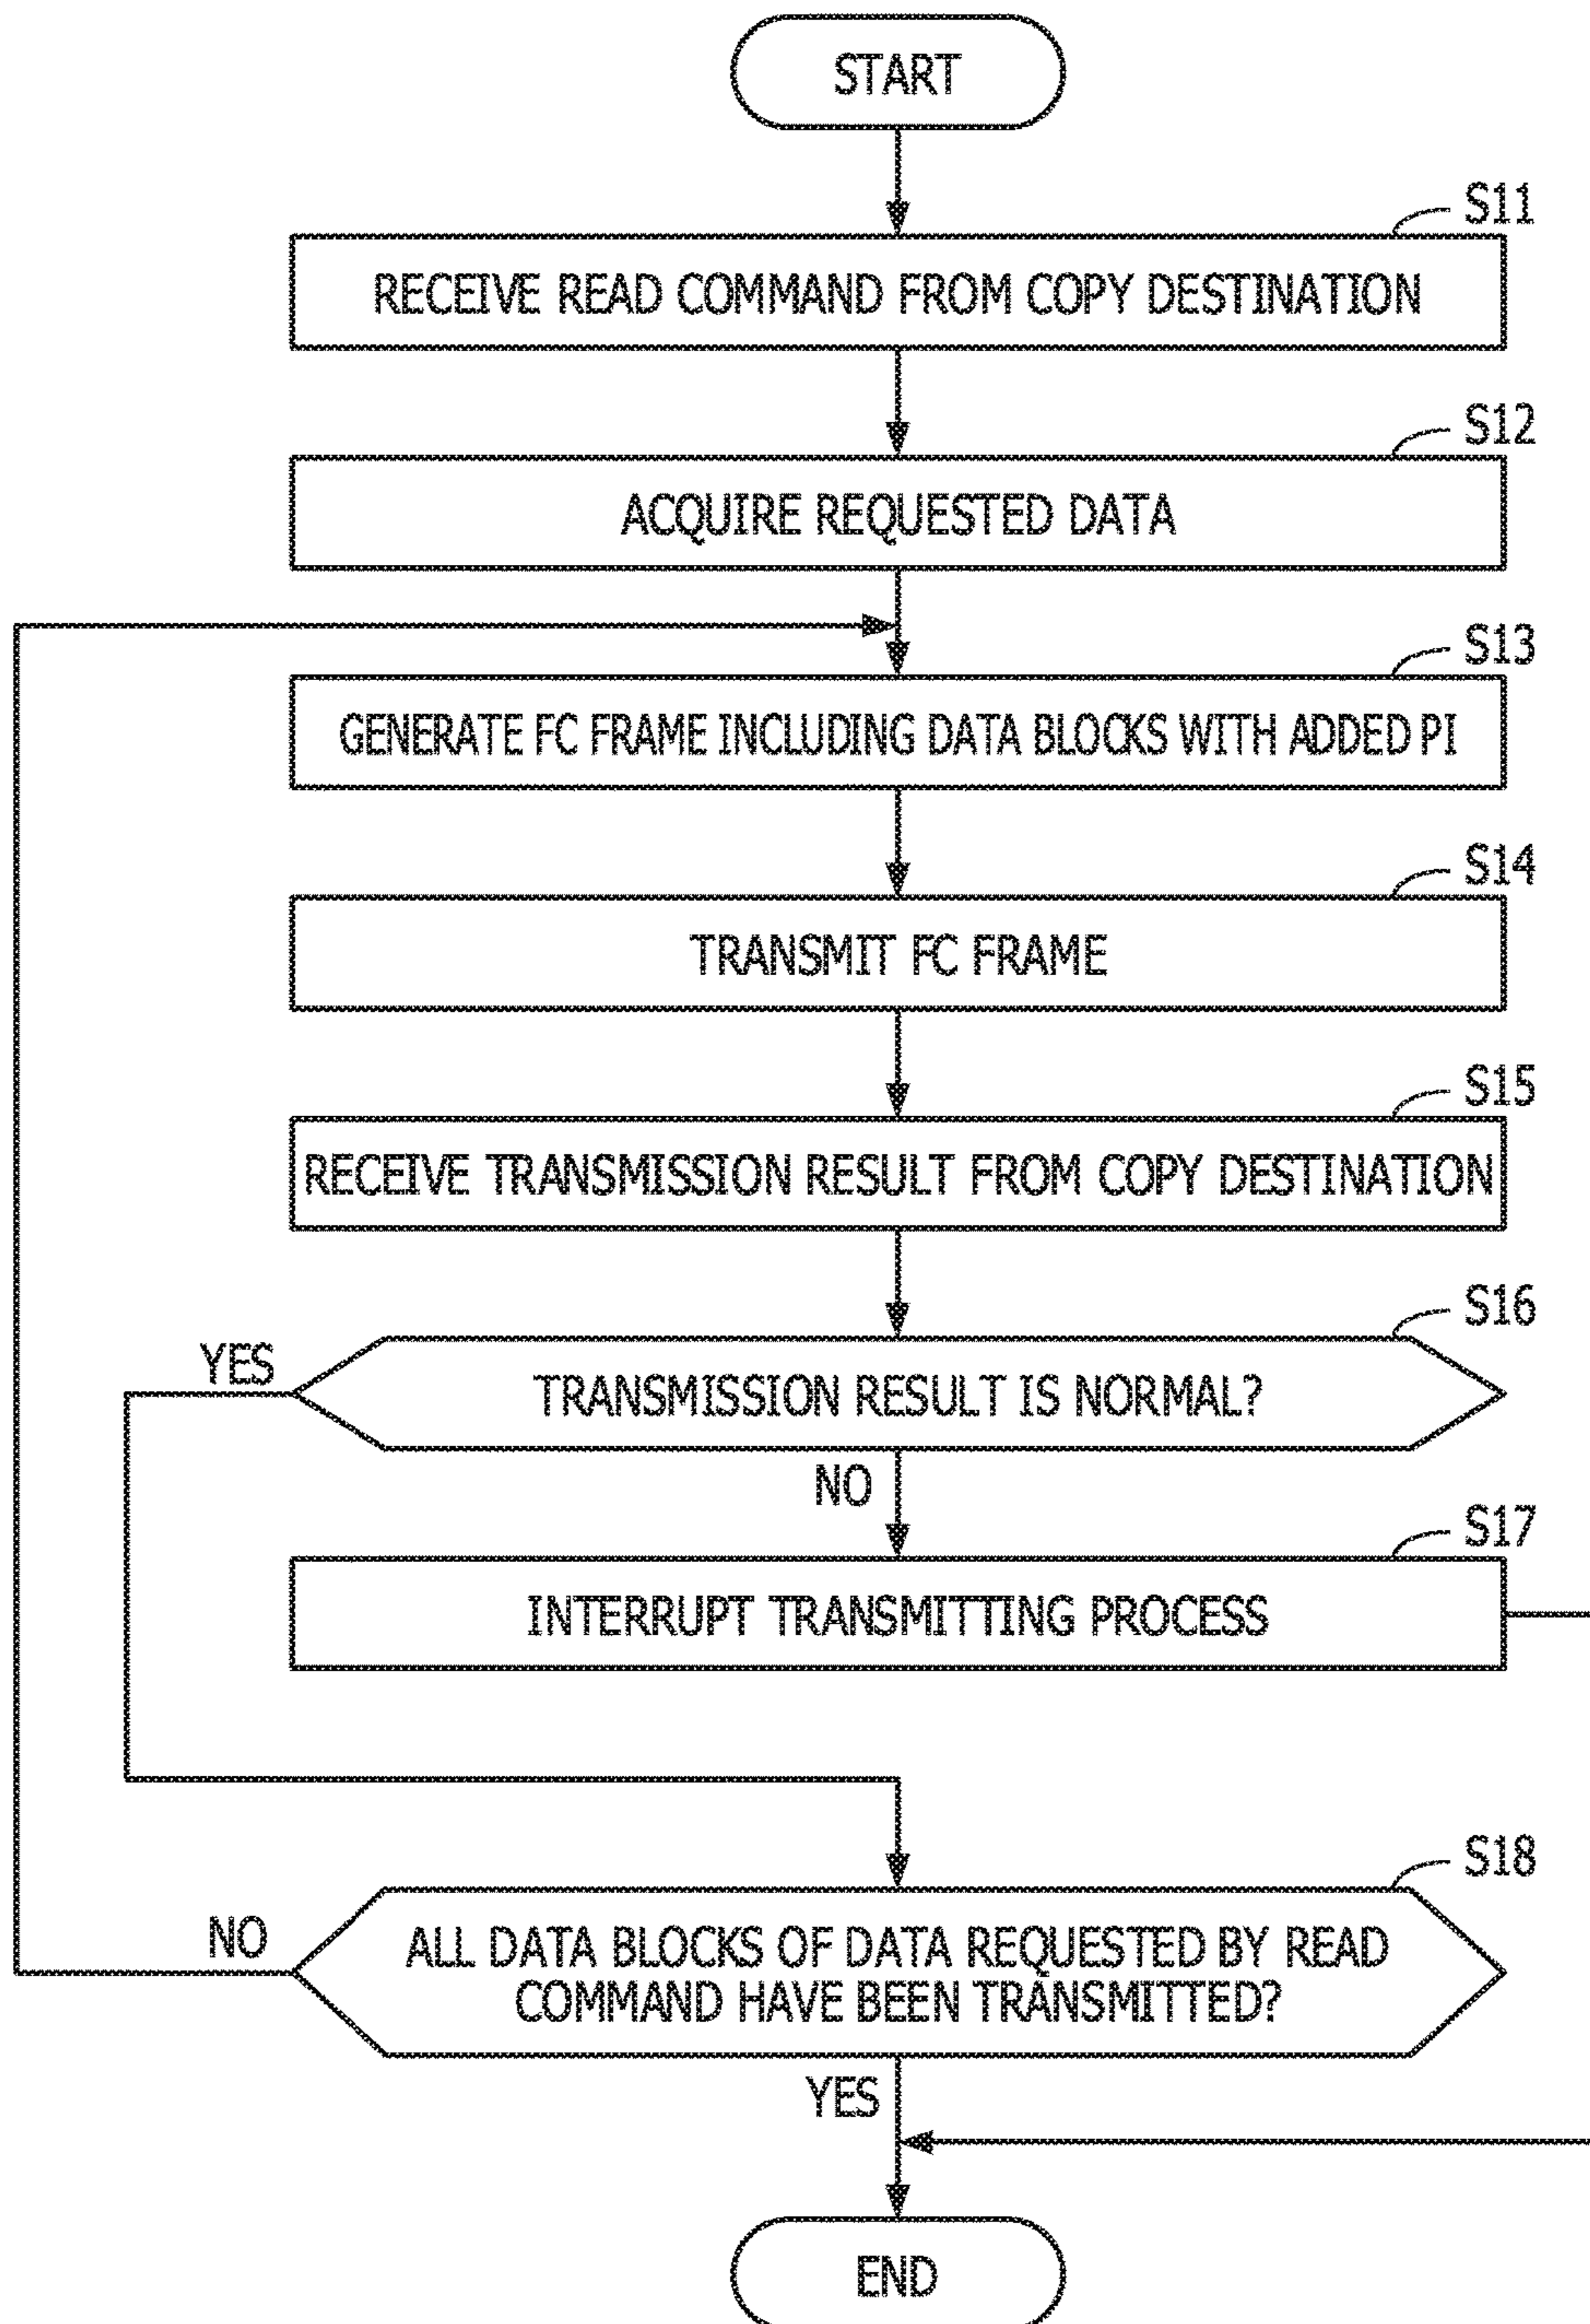 START
S11
RECEIVE READ COMMAND FROM COPY DESTINATION
S12
ACQUIRE REQUESTED DATA
S13
GENERATE FC FRAME INCLUDING DATA BLOCKS WITH ADDED PI
S14
TRANSMIT FC FRAME
S15
RECEIVE TRANSMISSION RESULT FROM COPY DESTINATION
S16
YES
TRANSMISSION RESULT IS NORMAL?
NO
S17
INTERRUPT TRANSMITTING PROCESS
S18
NO
ALL DATA BLOCKS OF DATA REQUESTED BY READ
COMMAND HAVE BEEN TRANSMITTED?
YES
END